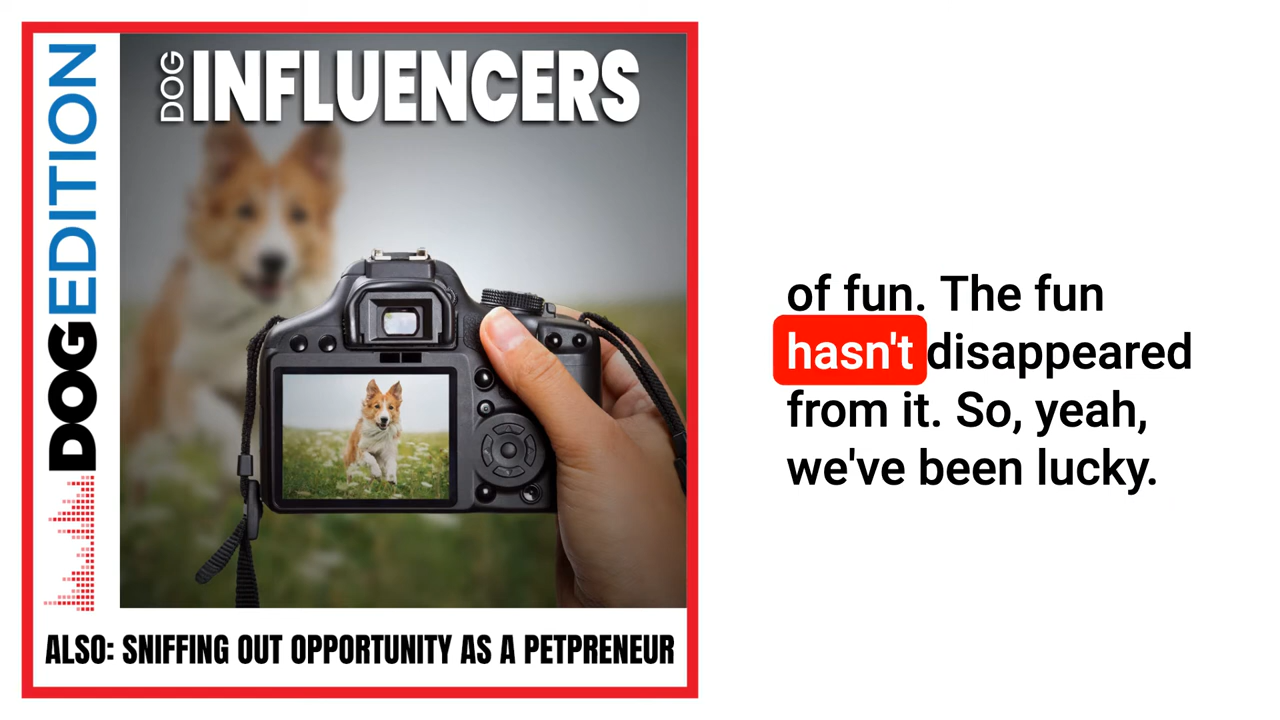 DOGEDITION
DOG INFLUENCERS
ALSO: SNIFFING OUT OPPORTUNITY AS A PETPRENEUR
of fun. The fun
hasn't disappeared
from it. So, yeah,
we've been lucky.